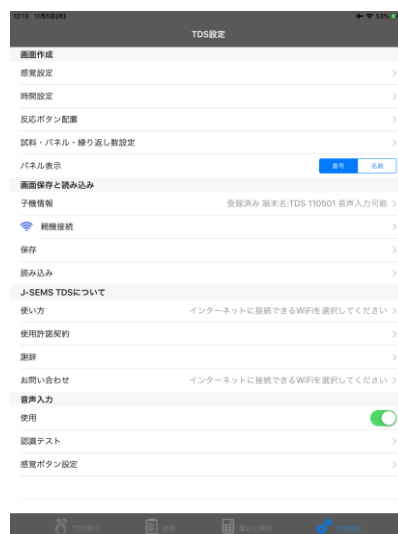 12:13 11月5日(月) 53%
TDS設定
画面作成
感覚設定
時間設定
反応ボタン配置
試料・パネル・繰り返し数設定
パネル表示 番号 名前
画面保存と読み込み
子機情報 登録済み 端末名:TDS 110501 音声入力可能
親機接続
保存
読み込み
J-SEMS TDSについて
使い方 インターネットに接続できるWiFiを選択してください
使用許諾契約
謝辞
お問い合わせ インターネットに接続できるWiFiを選択してください
音声入力
使用
認識テスト
感覚ボタン設定
TDS実行 結果 集計と解析 TDS設定